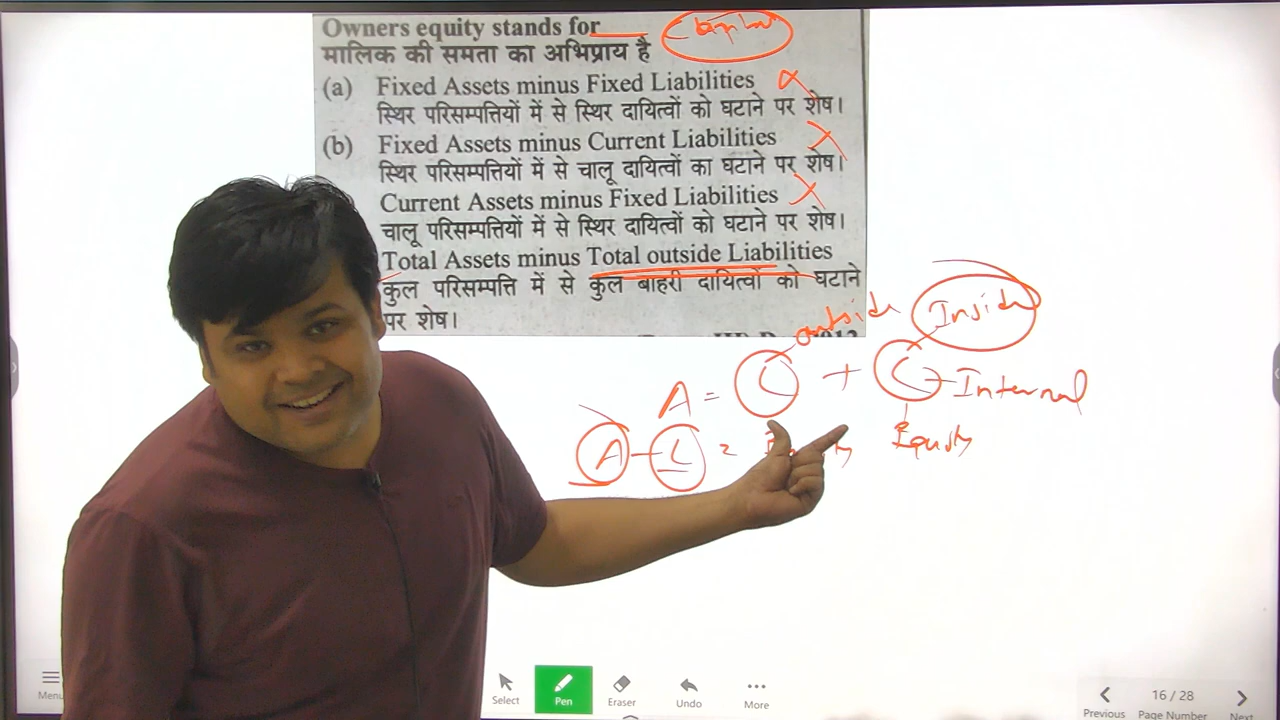 Owners equity stands for
मालिक की समता का अभिप्राय है
(a) Fixed Assets minus Fixed Liabilities
स्थिर परिसम्पत्तियों में से स्थिर दायित्वों को घटाने पर शेष।
(b) Fixed Assets minus Current Liabilities
स्थिर परिसम्पत्तियों में से चालू दायित्वों का घटाने पर शेष।
Current Assets minus Fixed Liabilities
चालू परिसम्पत्तियों में से स्थिर दायित्वों को घटाने पर शेष।
Total Assets minus Total outside Liabilities
कुल परिसम्पत्ति में से कुल बाहरी दायित्वों को घटाने
पर शेष।
outside Inside
A = L + C - Internal
A - L = Equity
Menu Select Pen Eraser Undo More Previous 16 / 28 Page Number Next